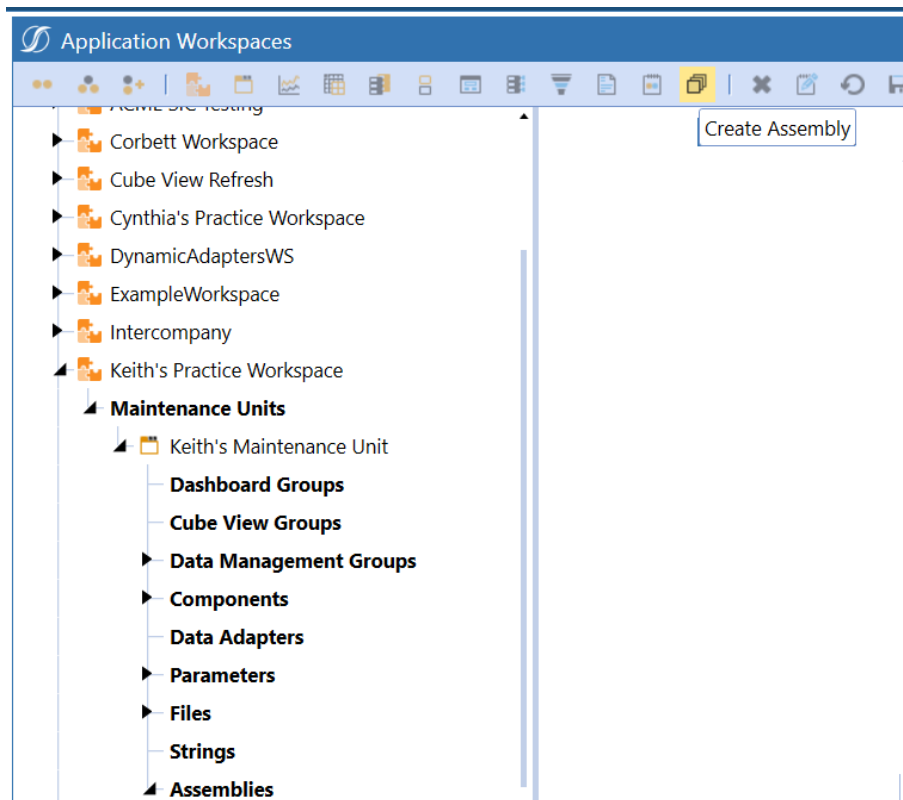 Application Workspaces
Create Assembly
Corbett Workspace
Cube View Refresh
Cynthia's Practice Workspace
DynamicAdaptersWS
ExampleWorkspace
Intercompany
Keith's Practice Workspace
Maintenance Units
Keith's Maintenance Unit
Dashboard Groups
Cube View Groups
Data Management Groups
Components
Data Adapters
Parameters
Files
Strings
Assemblies